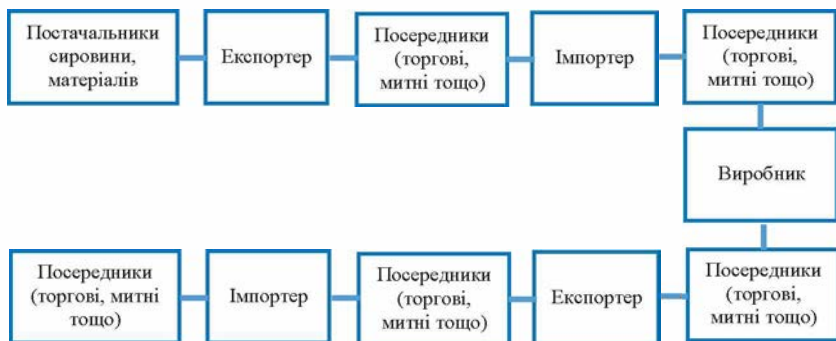 Постачальники
сировини,
матеріалів
Експортер
Посередники
(торгові,
митні тощо)
Імпортер
Посередники
(торгові,
митні тощо)
Виробник
Посередники
(торгові, митні
тощо)
Імпортер
Посередники
(торгові,
митні тощо)
Експортер
Посередники
(торгові,
митні тощо)